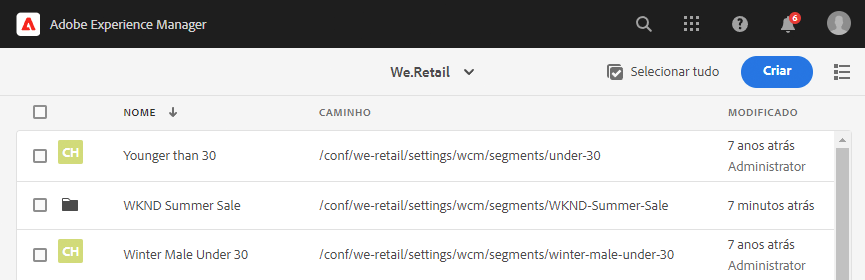 Adobe Experience Manager
6
We.Retail
Selecionar tudo
Criar
NOME
CAMINHO
MODIFICADO
CH
Younger than 30
/conf/we-retail/settings/wcm/segments/under-30
7 anos atrás
Administrator
WKND Summer Sale
/conf/we-retail/settings/wcm/segments/WKND-Summer-Sale
7 minutos atrás
CH
Winter Male Under 30
/conf/we-retail/settings/wcm/segments/winter-male-under-30
7 anos atrás
Administrator